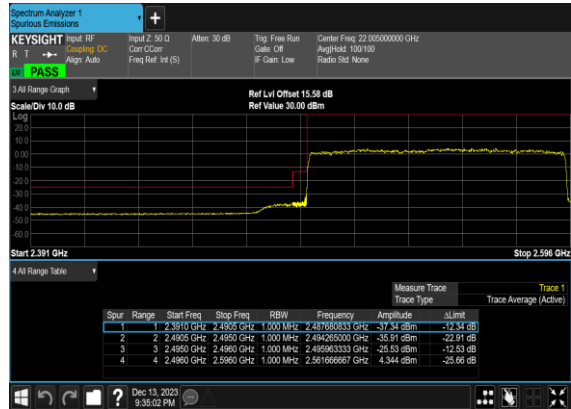 Spectrum Analyzer 1
Spurious Emissions
KEYSIGHT Input: RF Input Z: 50 Ω Atten: 30 dB Trig: Free Run Center Freq: 22.005000000 GHz
R T Coupling: DC Corr CCorr Gate: Off Avg|Hold: 100/100
Align: Auto Freq Ref: Int (S) IF Gain: Low Radio Std: None
PASS
3 All Range Graph
Ref Lvl Offset 15.58 dB
Scale/Div 10.0 dB Ref Value 30.00 dBm
Log
20.0
10.0
0.00
-10.0
-20.0
-30.0
-40.0
-50.0
-60.0
Start 2.391 GHz Stop 2.596 GHz
4 All Range Table
Measure Trace Trace 1
Trace Type Trace Average (Active)
Spur Range Start Freq Stop Freq RBW Frequency Amplitude ΔLimit
1 1 2.3910 GHz 2.4905 GHz 1.000 MHz 2.487680833 GHz -37.34 dBm -12.34 dB
2 2 2.4905 GHz 2.4950 GHz 1.000 MHz 2.494265000 GHz -35.91 dBm -22.91 dB
3 3 2.4950 GHz 2.4960 GHz 1.000 MHz 2.495963333 GHz -25.53 dBm -12.53 dB
4 4 2.4960 GHz 2.5960 GHz 1.000 MHz 2.561666667 GHz 4.344 dBm -25.66 dB
Dec 13, 2023
9:35:02 PM